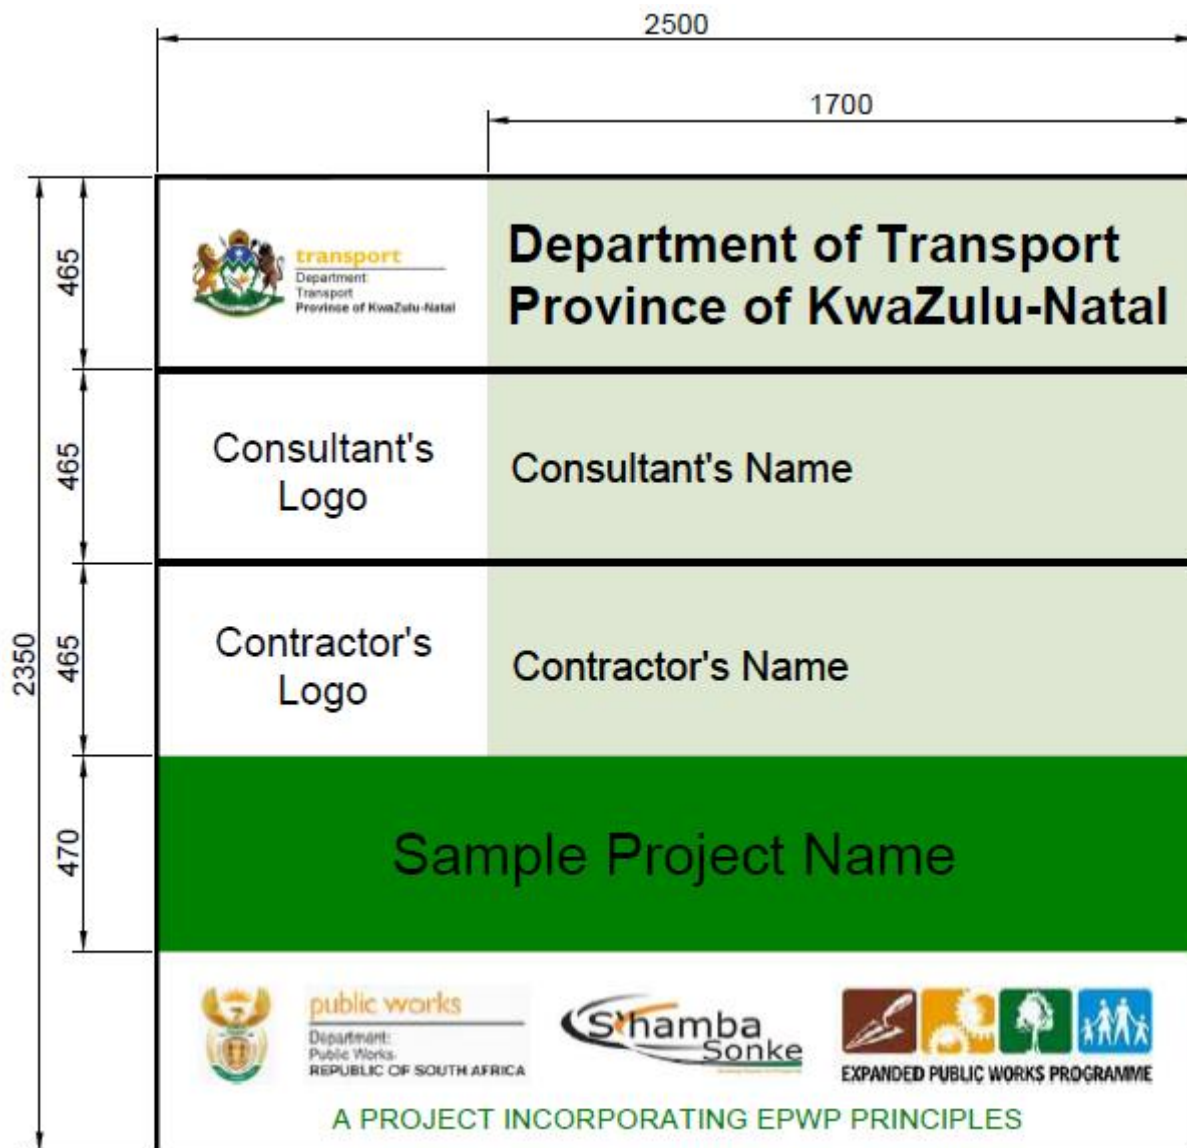 2500
1700
465
transport
Department:
Transport
Province of KwaZulu-Natal
Department of Transport
Province of KwaZulu-Natal
465
Consultant's
Logo
Consultant's Name
2350
465
Contractor's
Logo
Contractor's Name
470
Sample Project Name
public works
Department:
Public Works
REPUBLIC OF SOUTH AFRICA
S'hamba
Sonke
EXPANDED PUBLIC WORKS PROGRAMME
A PROJECT INCORPORATING EPWP PRINCIPLES